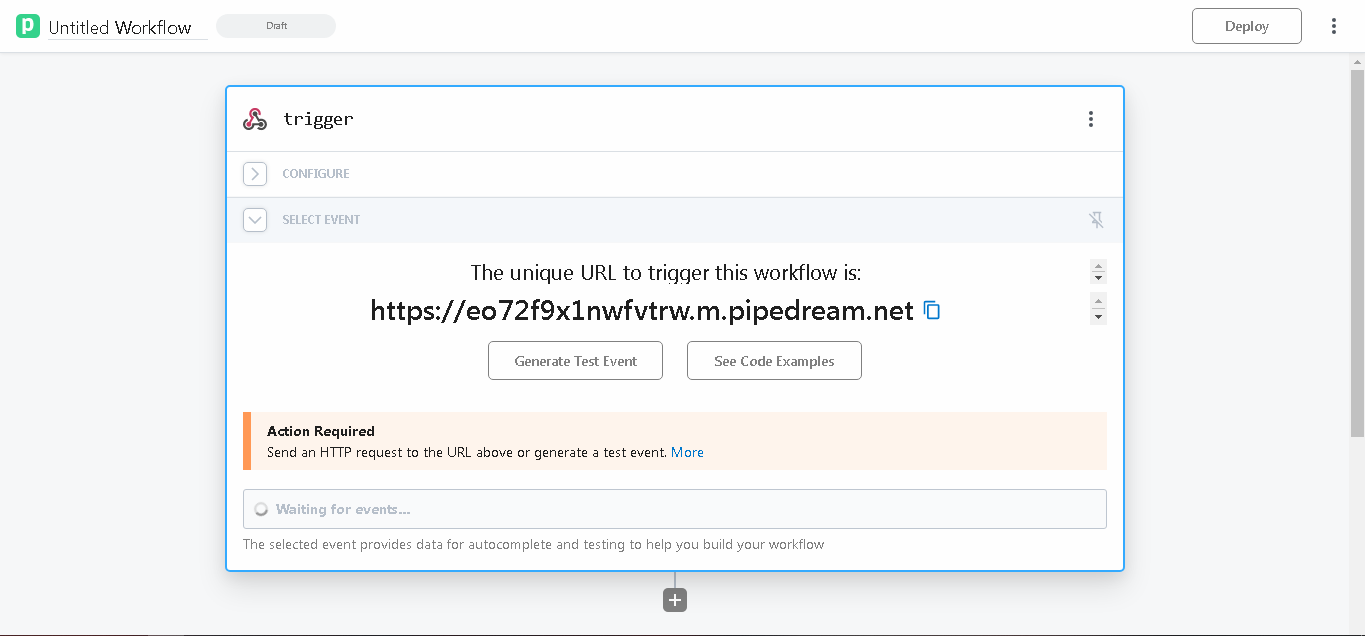 Untitled Workflow
Draft
Deploy
trigger
CONFIGURE
SELECT EVENT
The unique URL to trigger this workflow is:
https://eo72f9x1nwfvtrw.m.pipedream.net
Generate Test Event
See Code Examples
Action Required
Send an HTTP request to the URL above or generate a test event. More
Waiting for events...
The selected event provides data for autocomplete and testing to help you build your workflow